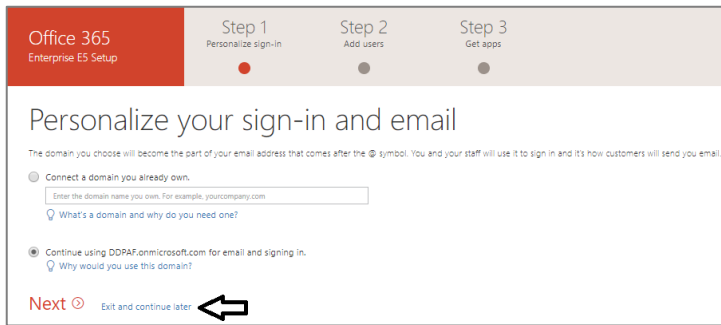 Office 365
Enterprise E5 Setup
Step 1
Personalize sign-in
Step 2
Add users
Step 3
Get apps
Personalize your sign-in and email
The domain you choose will become the part of your email address that comes after the @ symbol. You and your staff will use it to sign in and it's how customers will send you email.
Connect a domain you already own.
Enter the domain name you own. For example, yourcompany.com
What's a domain and why do you need one?
Continue using DDPAF.onmicrosoft.com for email and signing in.
Why would you use this domain?
Next
Exit and continue later